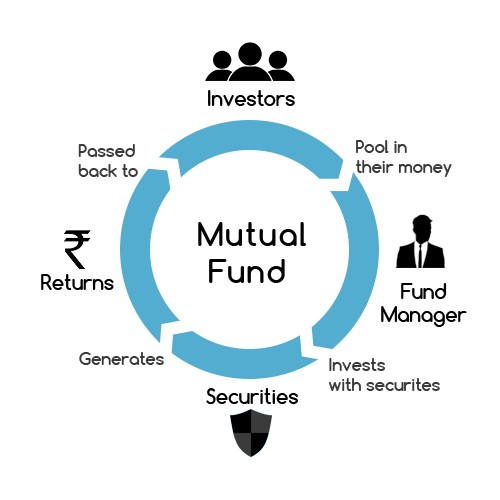 Investors
Pool in
their money
Fund
Manager
Invests
with securites
Securities
Generates
₹
Returns
Passed
back to
Mutual
Fund